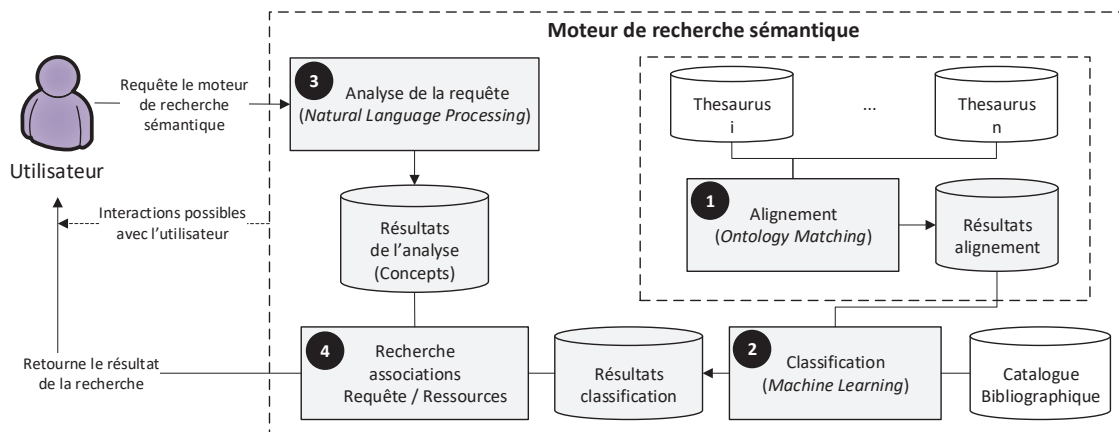 Moteur de recherche sémantique
Requête le moteur
de recherche
sémantique
Utilisateur
3
Analyse de la requête
(Natural Language Processing)
Thesaurus
i
...
Thesaurus
n
Interactions possibles
avec l’utilisateur
Résultats
de l’analyse
(Concepts)
1
Alignement
(Ontology Matching)
Résultats
alignement
Retourne le résultat
de la recherche
4
Recherche
associations
Requête / Ressources
Résultats
classification
2
Classification
(Machine Learning)
Catalogue
Bibliographique